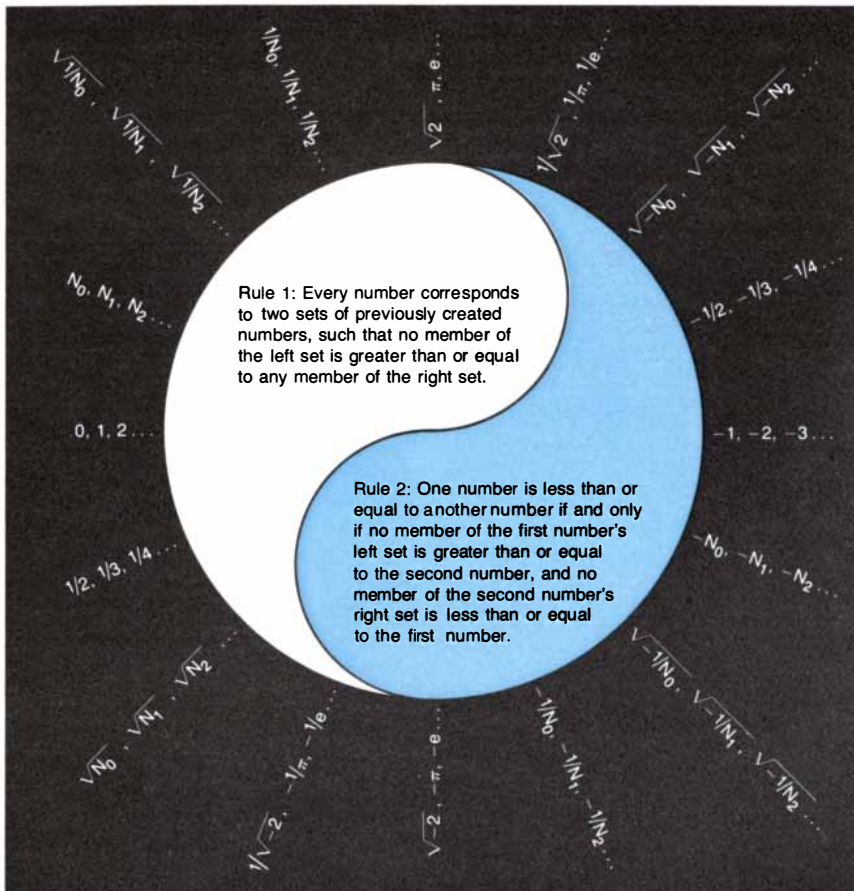 √1/N₀, √1/N₁, √1/N₂...
1/N₀, 1/N₁, 1/N₂...
√2, π, e...
1/√2, 1/π, 1/e...
√-N₀, √-N₁, √-N₂...
N₀, N₁, N₂...
-1/2, -1/3, -1/4...
Rule 1: Every number corresponds
to two sets of previously created
numbers, such that no member of
the left set is greater than or equal
to any member of the right set.
0, 1, 2...
-1, -2, -3...
Rule 2: One number is less than or
equal to another number if and only
if no member of the first number's
left set is greater than or equal
to the second number, and no
member of the second number's
right set is less than or equal
to the first number.
1/2, 1/3, 1/4...
-N₀, -N₁, -N₂...
√N₀, √N₁, √N₂...
1/√-2, -1/π, -1/e...
√-2, -π, -e...
-1/N₀, -1/N₁, -1/N₂...
√-1/N₀, √-1/N₁, √-1/N₂...